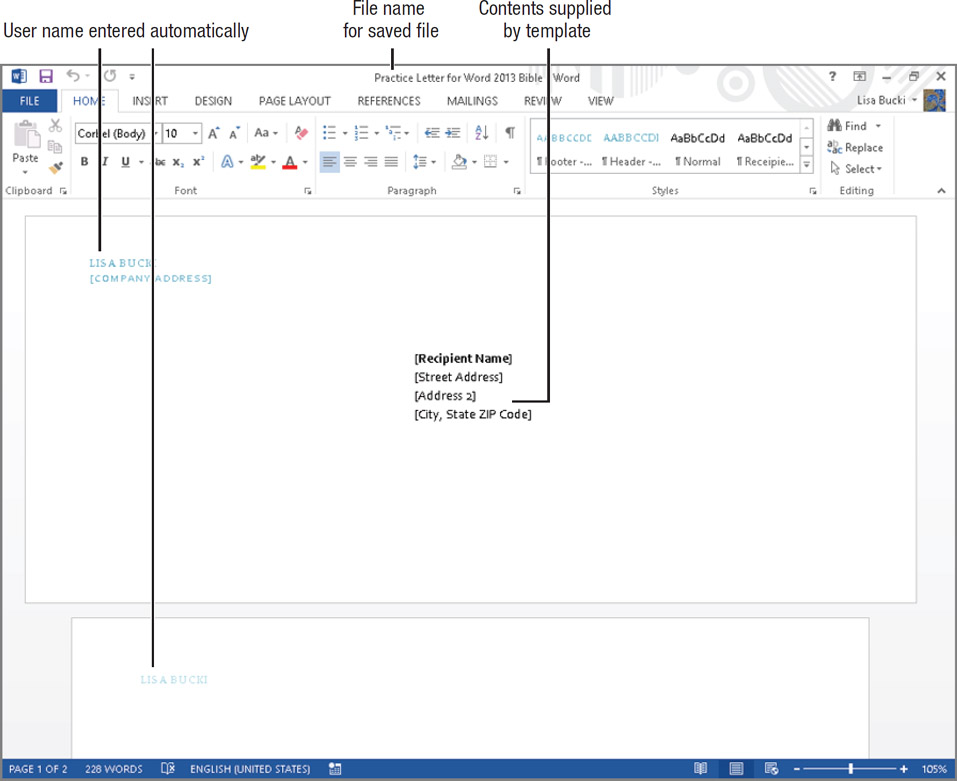 User name entered automatically
File name
for saved file
Contents supplied
by template
Practice Letter for Word 2013 Bible - Word
FILE HOME INSERT DESIGN PAGE LAYOUT REFERENCES MAILINGS REVIEW VIEW Lisa Bucki
Corbel (Body) 10 Aa
Paste
B I U abc X₂ X² A ab A
AABBCCDE AABBCCDI AaBbCcDd AaBbCcDd
¶ Footer -... ¶ Header -... ¶ Normal ¶ Recipie...
Find
Replace
Select
Clipboard Font Paragraph Styles Editing
LISA BUCKI
[COMPANY ADDRESS]
[Recipient Name]
[Street Address]
[Address 2]
[City, State ZIP Code]
LISA BUCKI
PAGE 1 OF 2 228 WORDS ENGLISH (UNITED STATES) 105%